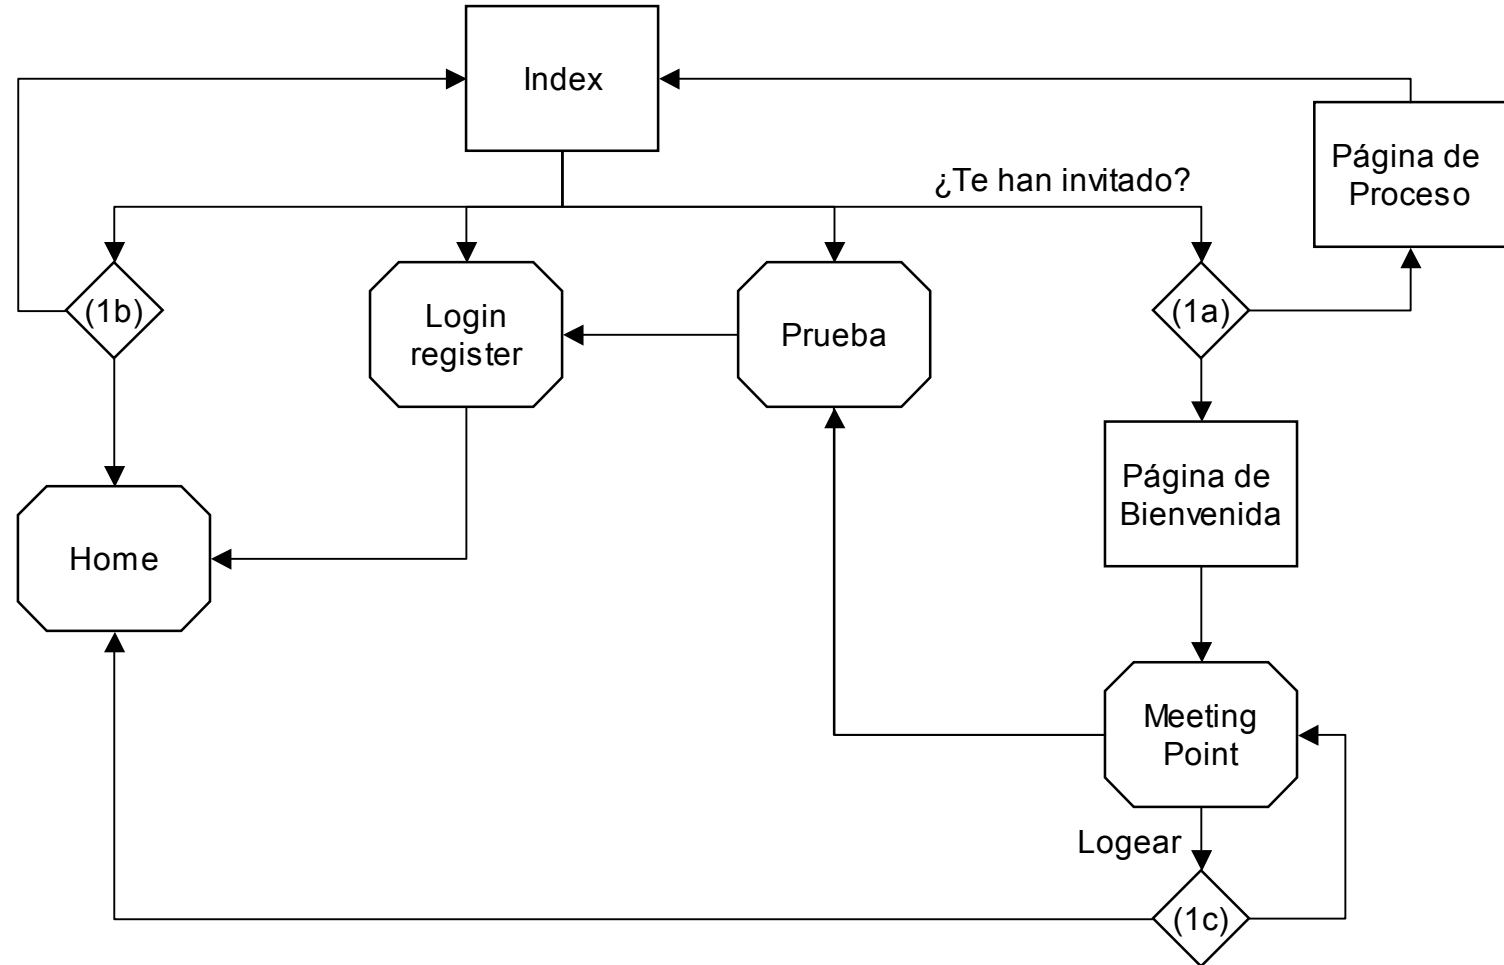 Index
Página de
Proceso
¿Te han invitado?
(1b)
Login
register
Prueba
(1a)
Página de
Bienvenida
Home
Meeting
Point
Logear
(1c)